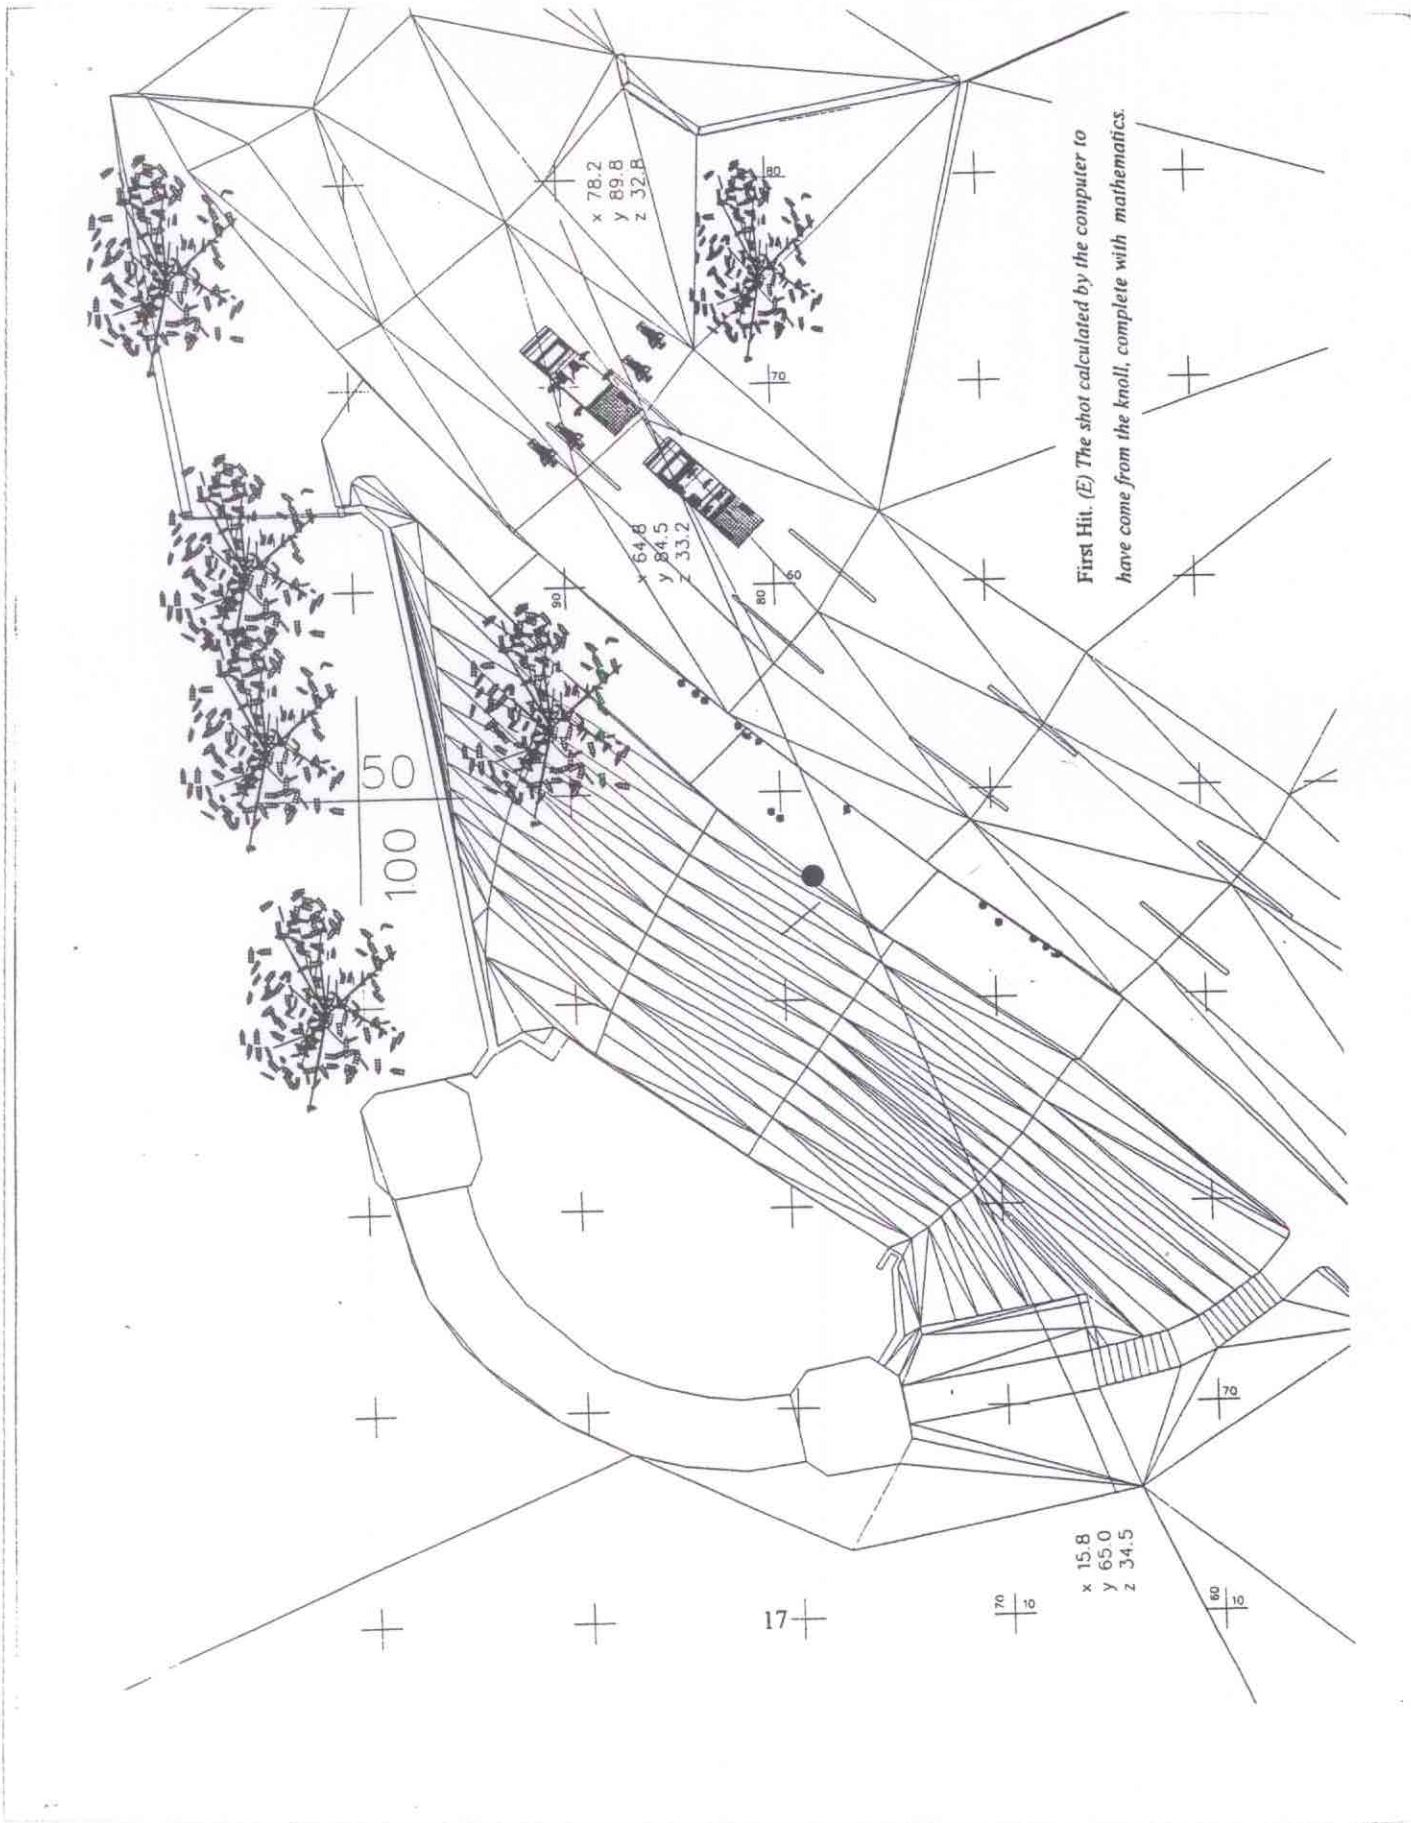 x 78.2
y 89.8
z 32.8
80
70
x 64.8
y 84.5
z 33.2
90
80
60
50
100
First Hit. (E) The shot calculated by the computer to
have come from the knoll, complete with mathematics.
70
x 15.8
y 65.0
z 34.5
17
70
10
60
10